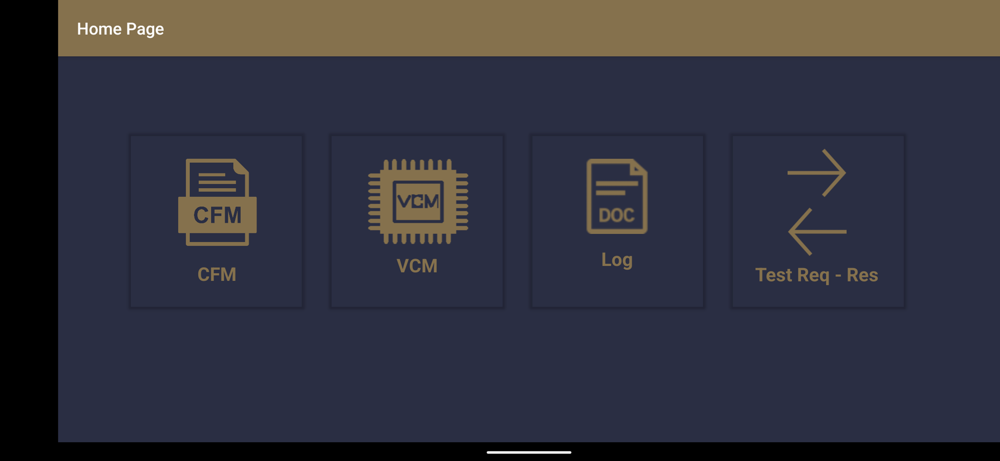 Home Page
CFM
CFM
VCM
VCM
DOC
Log
Test Req - Res